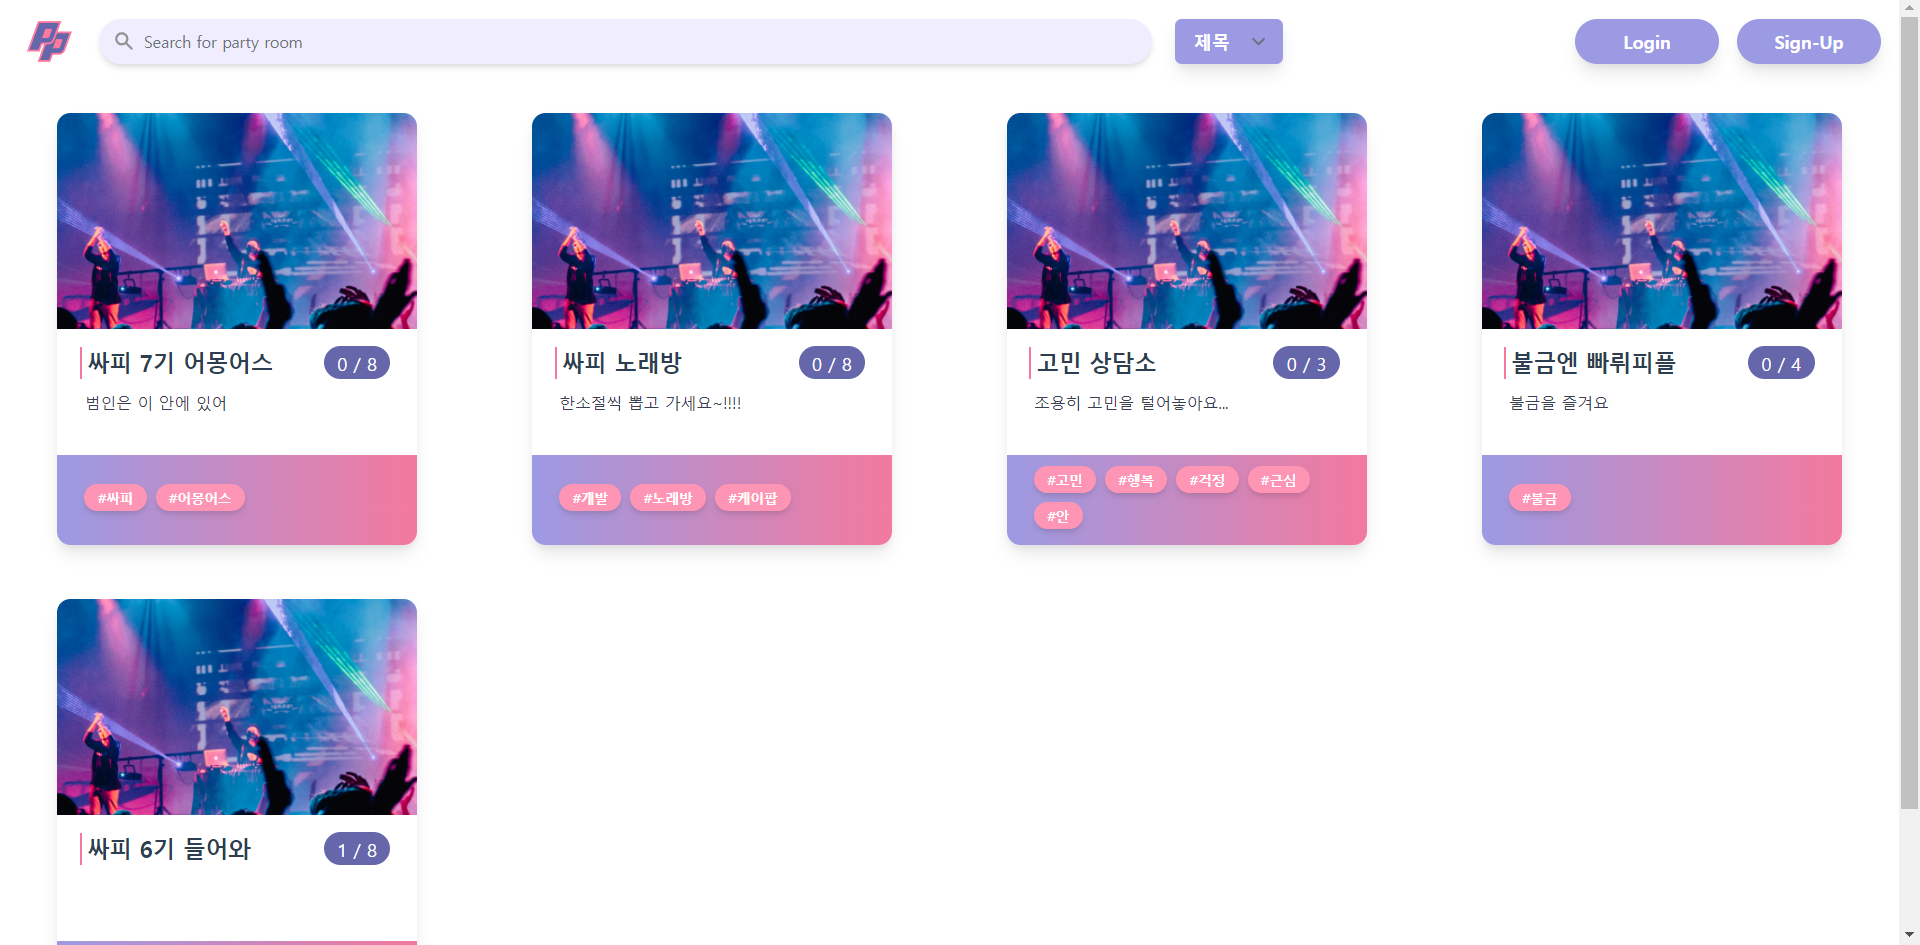 PP
Search for party room
제목
Login
Sign-Up
싸피 7기 어몽어스
0 / 8
범인은 이 안에 있어
#싸피 #어몽어스
싸피 노래방
0 / 8
한소절씩 뽑고 가세요~!!!!
#개발 #노래방 #케이팝
고민 상담소
0 / 3
조용히 고민을 털어놓아요...
#고민 #행복 #걱정 #근심
#안
불금엔 빠뤼피플
0 / 4
불금을 즐겨요
#불금
싸피 6기 들어와
1 / 8